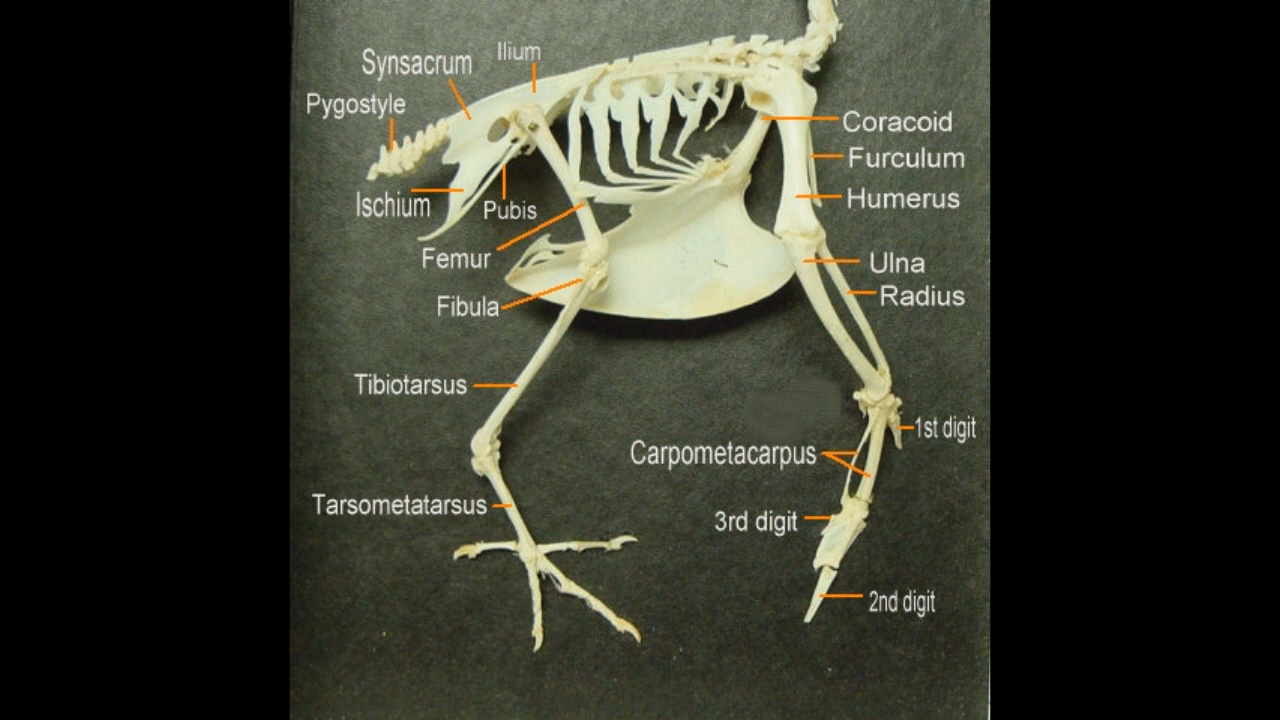 Ilium
Synsacrum
Pygostyle
Coracoid
Furculum
Humerus
Ischium
Pubis
Femur
Ulna
Radius
Fibula
Tibiotarsus
1st digit
Carpometacarpus
Tarsometatarsus
3rd digit
2nd digit